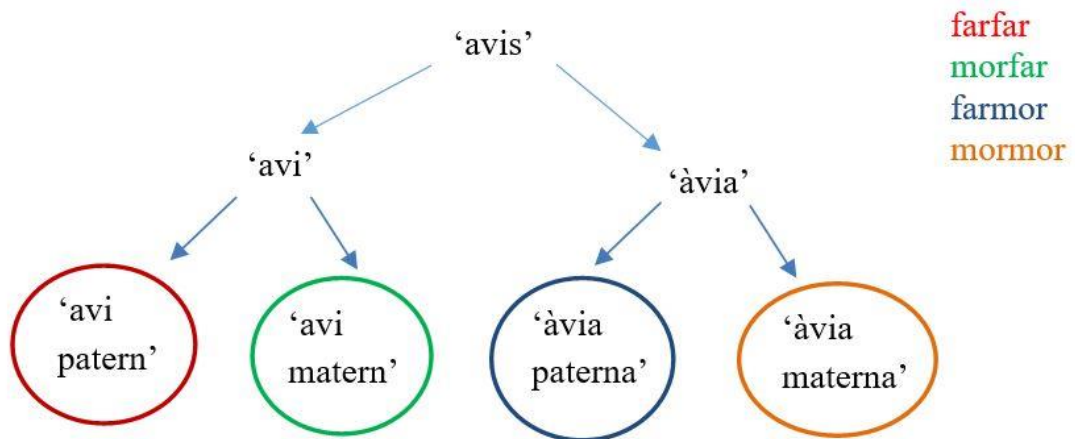 ‘avis’
farfar
morfar
farmor
mormor
‘avi’
‘àvia’
‘avi
patern’
‘avi
matern’
‘àvia
paterna’
‘àvia
materna’